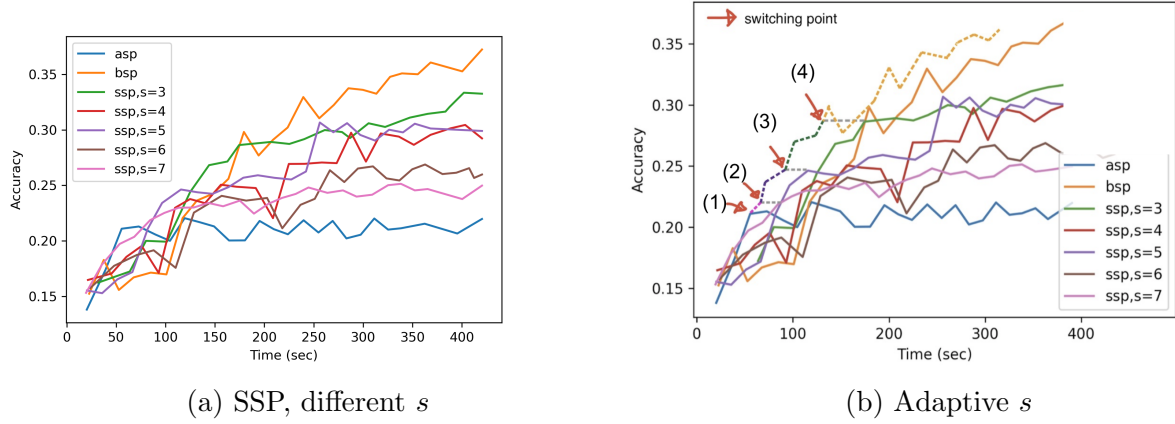 asp
bsp
ssp,s=3
ssp,s=4
ssp,s=5
ssp,s=6
ssp,s=7
0.35
0.30
0.25
0.20
0.15
Accuracy
0 50 100 150 200 250 300 350 400
Time (sec)
(a) SSP, different s
switching point
(4)
(3)
(2)
(1)
0.35
0.30
0.25
0.20
0.15
Accuracy
asp
bsp
ssp,s=3
ssp,s=4
ssp,s=5
ssp,s=6
ssp,s=7
0 100 200 300 400
Time (sec)
(b) Adaptive s